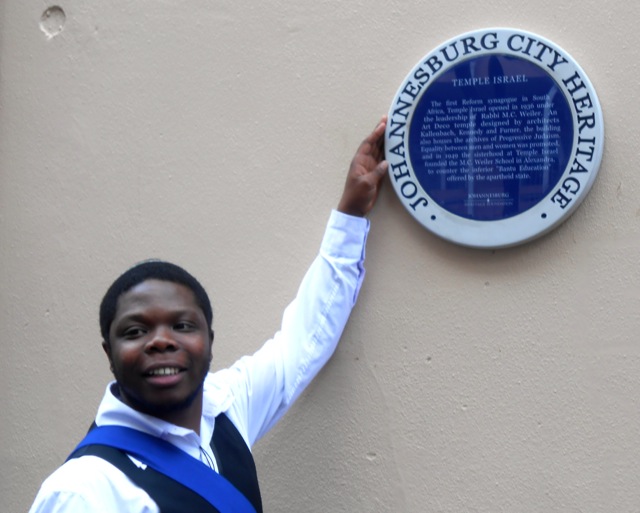 JOHANNESBURG CITY HERITAGE
TEMPLE ISRAEL
The first Reform synagogue in South
Africa, Temple Israel opened in 1936 under
the leadership of Rabbi M.C. Weiler. An
Art Deco temple designed by architects
Kallenbach, Kennedy and Furner, the building
also houses the archives of Progressive Judaism.
Equality between men and women was promoted,
and in 1949 the sisterhood at Temple Israel
founded the M.C. Weiler School in Alexandra,
to counter the inferior "Bantu Education"
offered by the apartheid state.
JOHANNESBURG